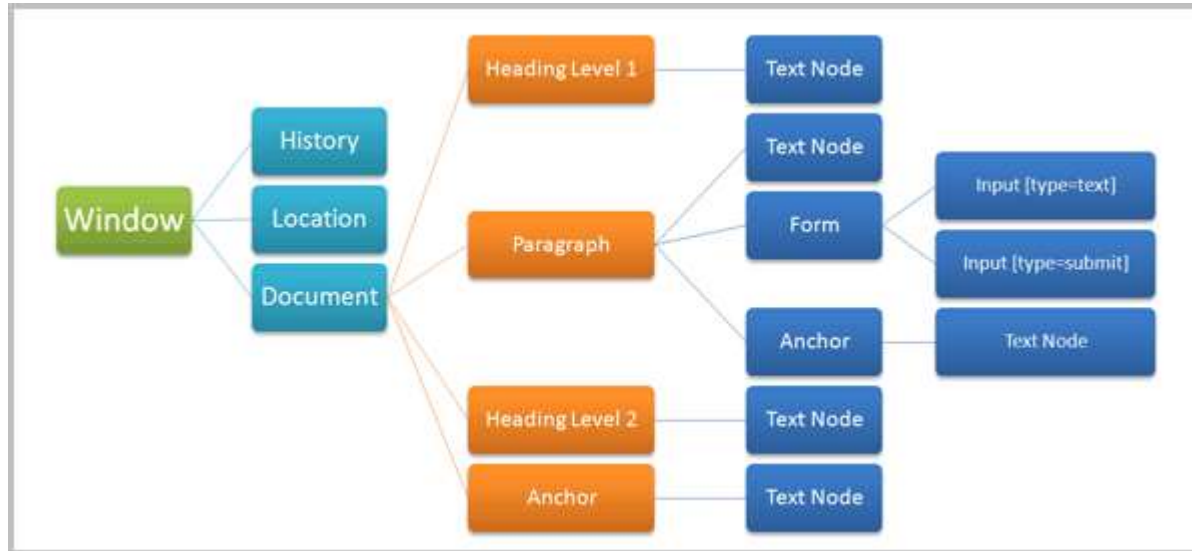 Window
History
Location
Document
Heading Level 1
Text Node
Paragraph
Text Node
Form
Input [type=text]
Input [type=submit]
Anchor
Text Node
Heading Level 2
Text Node
Anchor
Text Node